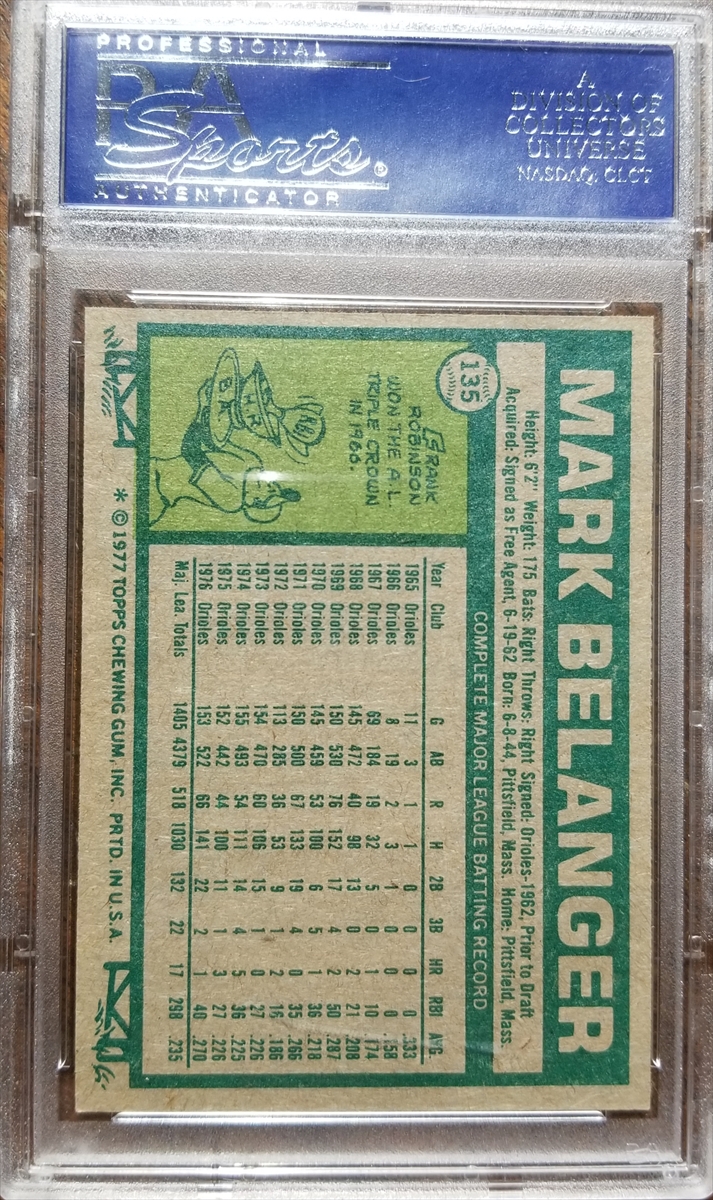 PROFESSIONAL
PSA
Sports®
AUTHENTICATOR
A
DIVISION OF
COLLECTORS
UNIVERSE
NASDAQ: CLCT
MARK BELANGER
135
Height: 6'2" Weight: 175 Bats: Right Throws: Right Signed: Orioles-1962, Prior to Draft
Acquired: Signed as Free Agent, 6-19-62 Born: 6-8-44, Pittsfield, Mass. Home: Pittsfield, Mass.
COMPLETE MAJOR LEAGUE BATTING RECORD
FRANK
ROBINSON
WON THE A.L.
TRIPLE CROWN
IN 1966.
HR
Year Club G AB R H 2B 3B HR RBI AVG.
1965 Orioles 11 3 1 1 0 0 0 0 .333
1966 Orioles 8 19 2 3 1 0 0 0 .158
1967 Orioles 69 184 19 32 5 0 1 10 .174
1968 Orioles 145 472 40 98 13 0 2 21 .208
1969 Orioles 150 530 76 152 17 4 2 50 .287
1970 Orioles 145 459 53 100 6 5 1 36 .218
1971 Orioles 150 500 67 133 19 4 0 35 .266
1972 Orioles 113 285 36 53 9 1 2 16 .186
1973 Orioles 154 470 60 106 15 1 0 27 .226
1974 Orioles 155 493 54 111 14 4 5 36 .225
1975 Orioles 152 442 44 100 11 1 3 27 .226
1976 Orioles 153 522 66 141 22 2 1 40 .270
Maj. Lea. Totals 1405 4379 518 1030 132 22 17 298 .235
* © 1977 TOPPS CHEWING GUM, INC. PRTD. IN U.S.A.